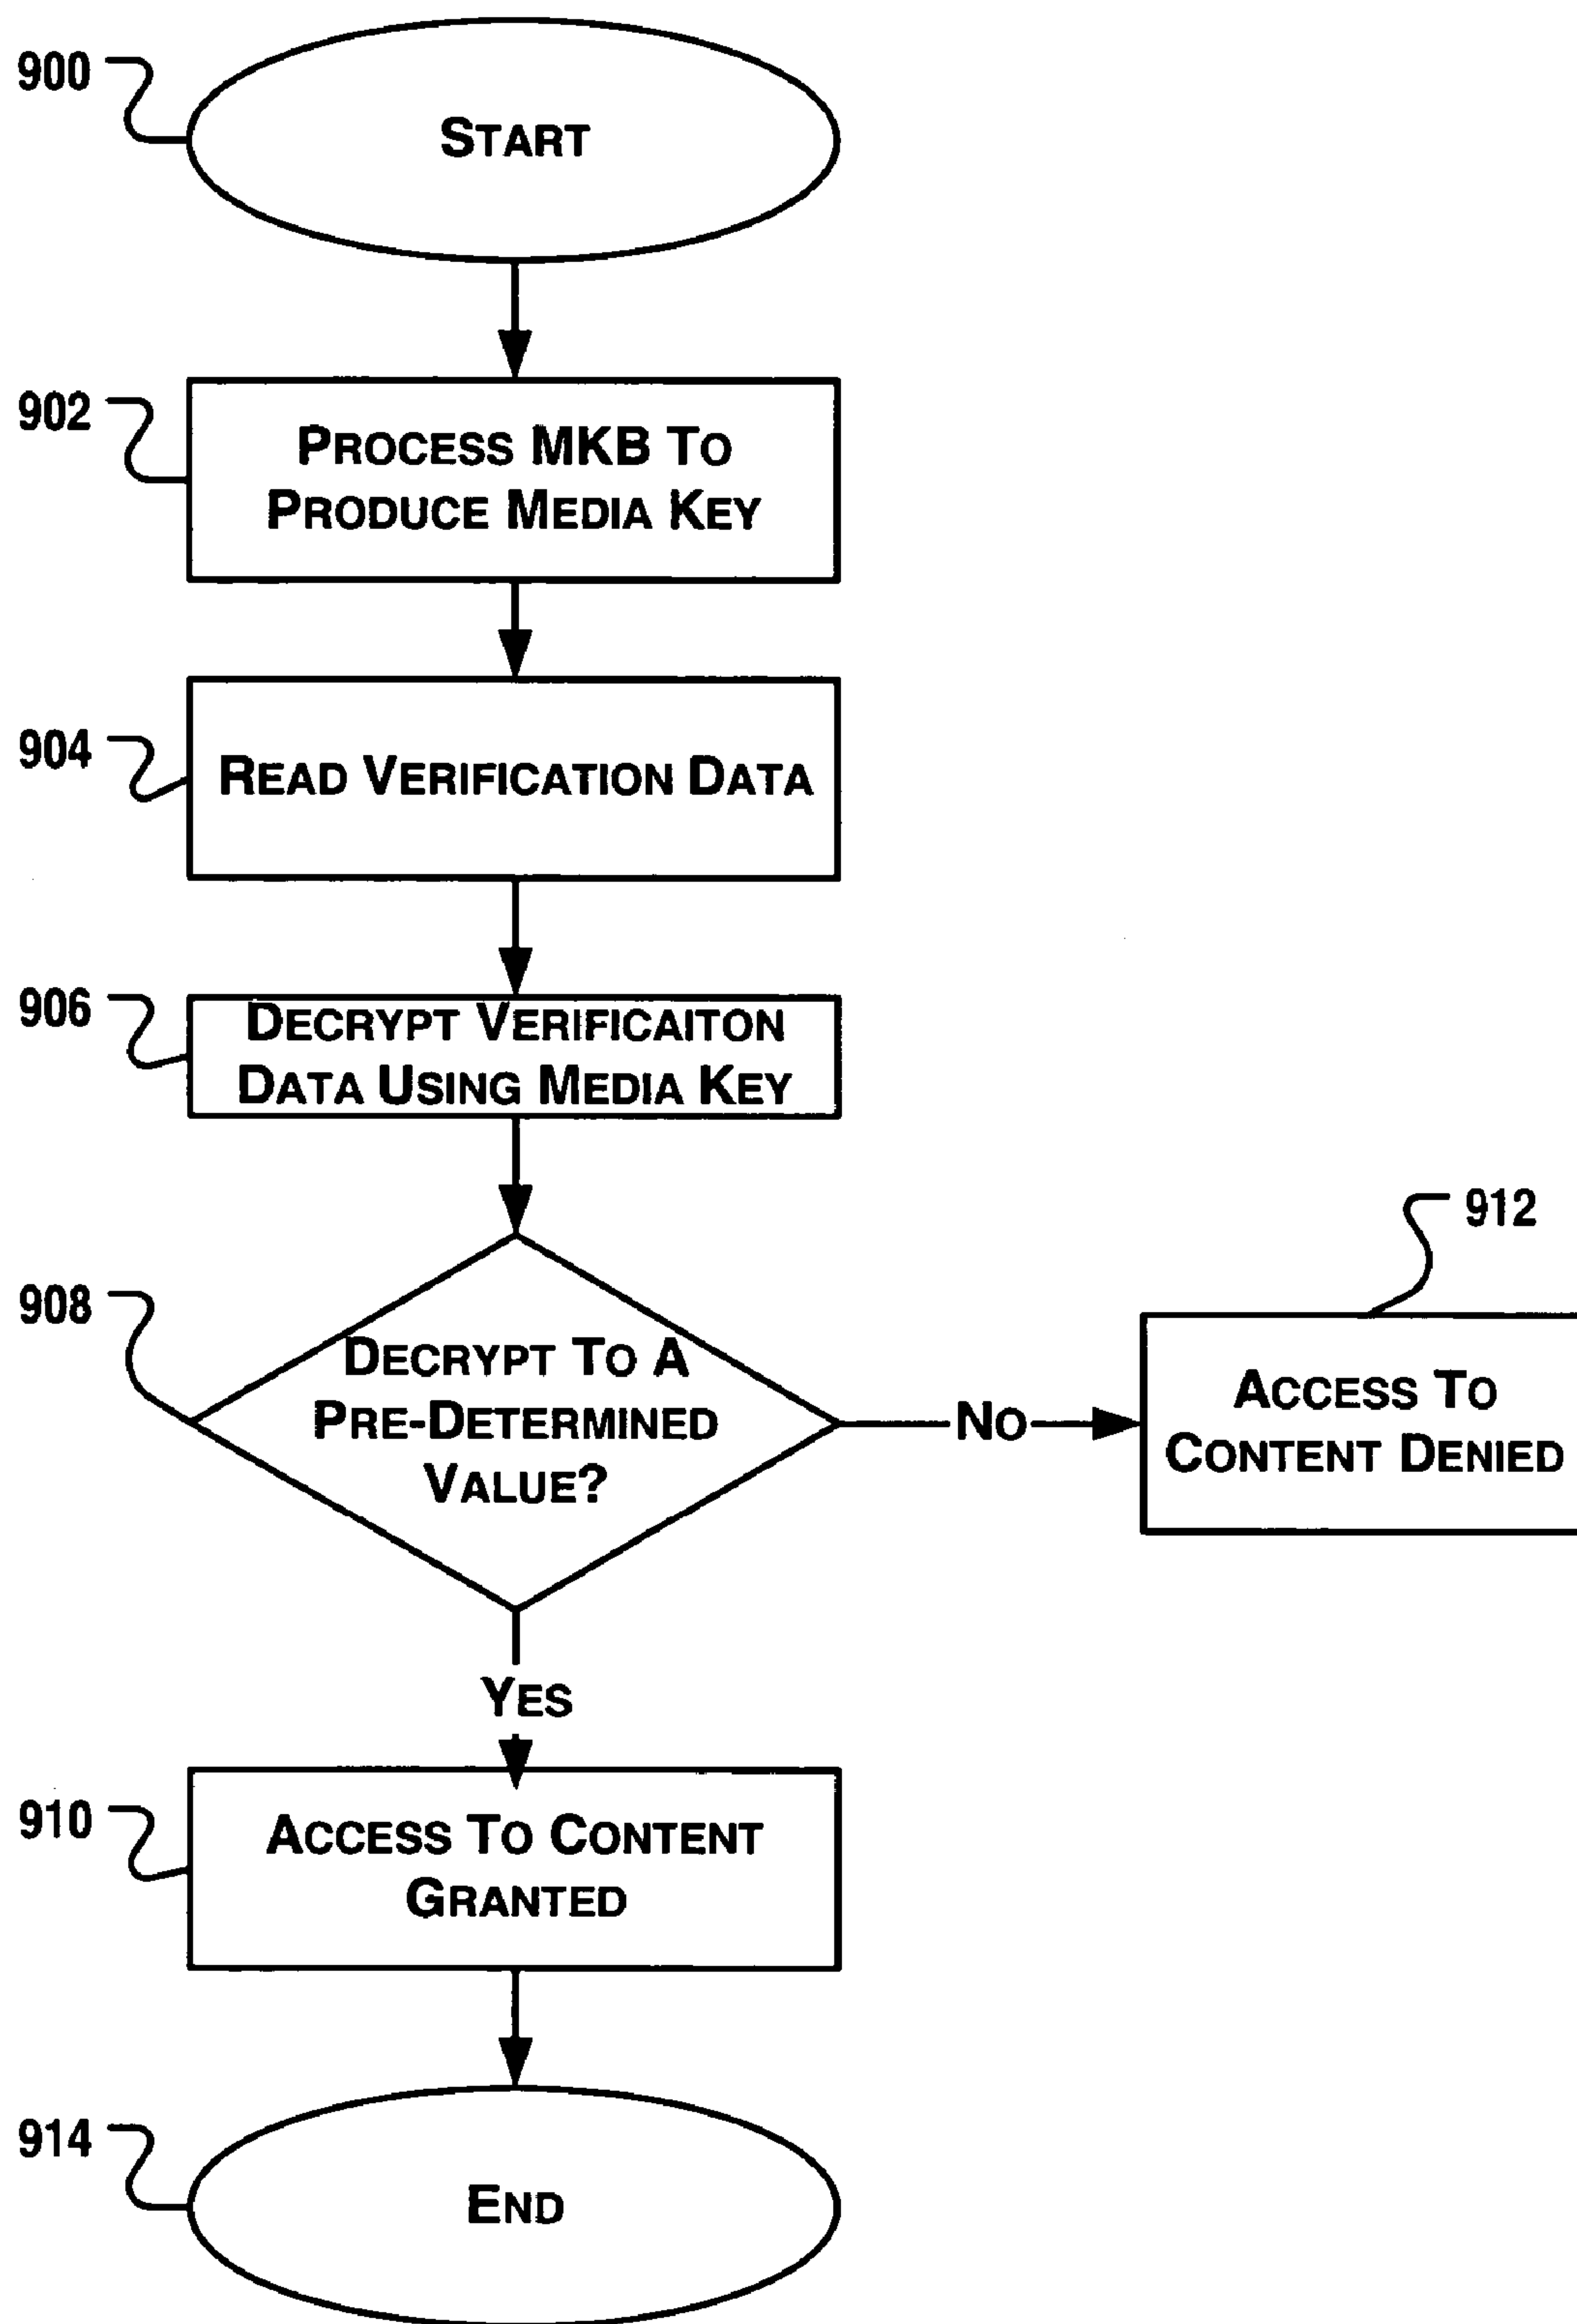 900
START
902
PROCESS MKB TO
PRODUCE MEDIA KEY
904
READ VERIFICATION DATA
906
DECRYPT VERIFICAITON
DATA USING MEDIA KEY
908
DECRYPT TO A
PRE-DETERMINED
VALUE?
NO
912
ACCESS TO
CONTENT DENIED
YES
910
ACCESS TO CONTENT
GRANTED
914
END